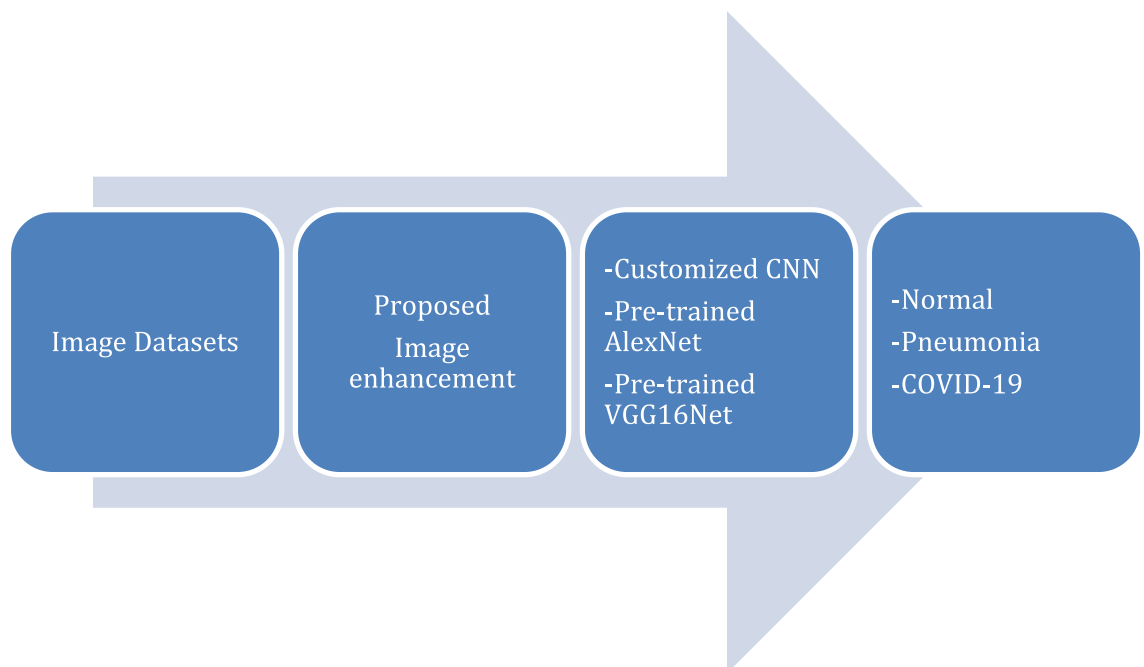 Image Datasets
Proposed
Image
enhancement
-Customized CNN
-Pre-trained
AlexNet
-Pre-trained
VGG16Net
-Normal
-Pneumonia
-COVID-19